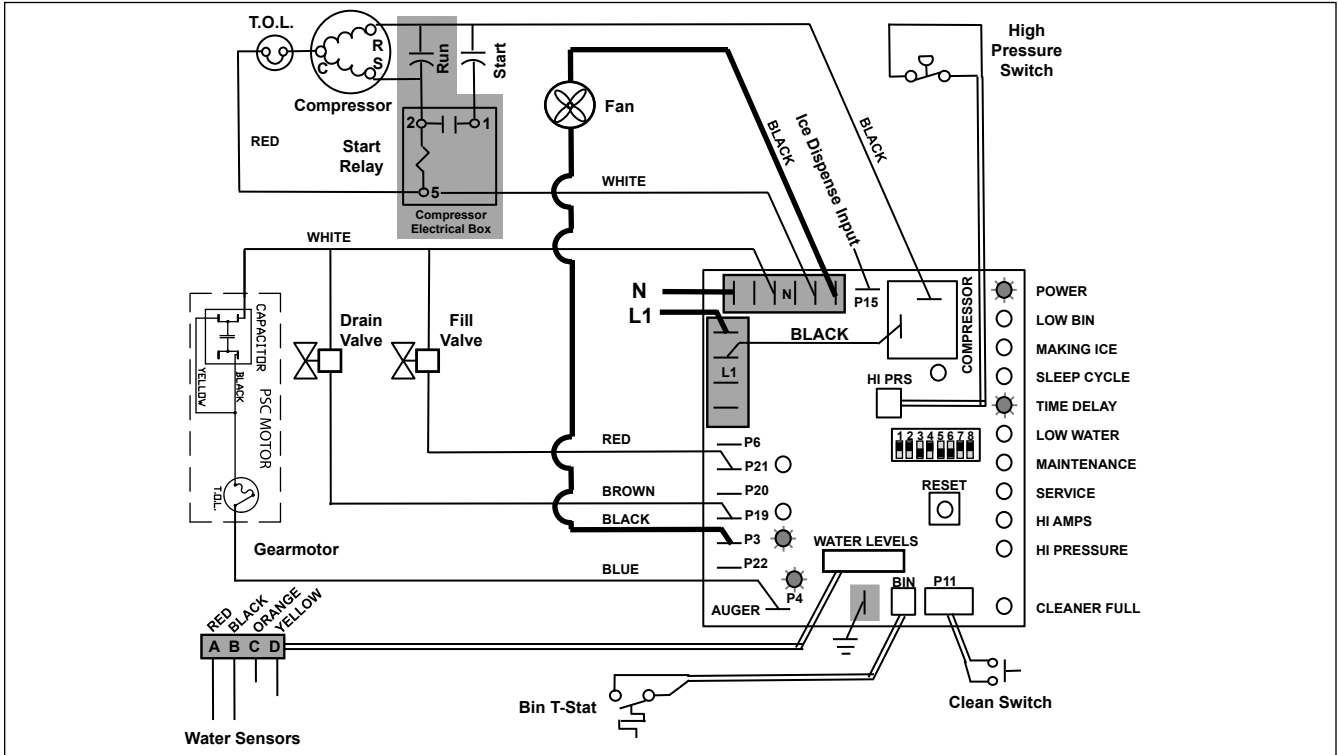 T.O.L.
R
S
C
Compressor
RED
Run
Start
2
1
5
Start
Relay
Compressor
Electrical Box
Fan
BLACK
BLACK
Ice Dispense Input
High
Pressure
Switch
WHITE
WHITE
N
L1
N
L1
P15
BLACK
COMPRESSOR
HI PRS
1 2 3 4 5 6 7 8
RESET
POWER
LOW BIN
MAKING ICE
SLEEP CYCLE
TIME DELAY
LOW WATER
MAINTENANCE
SERVICE
HI AMPS
HI PRESSURE
CLEANER FULL
Drain
Valve
Fill
Valve
CAPACITOR
YELLOW
BLACK
PSC MOTOR
T.O.L.
Gearmotor
RED
BROWN
BLACK
BLUE
P6
P21
P20
P19
P3
P22
P4
AUGER
WATER LEVELS
BIN
P11
RED
BLACK
ORANGE
YELLOW
A B C D
Water Sensors
Bin T-Stat
Clean Switch